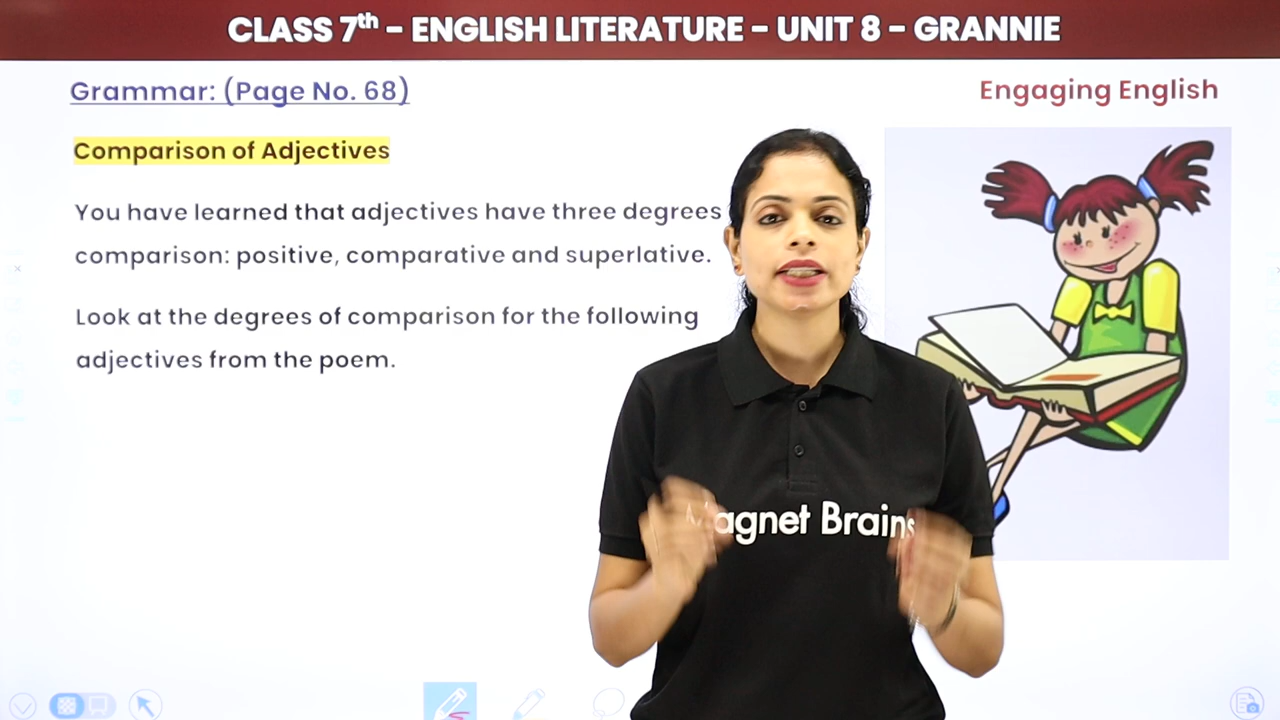 CLASS 7th - ENGLISH LITERATURE - UNIT 8 - GRANNIE
Grammar: (Page No. 68)
Engaging English
Comparison of Adjectives
You have learned that adjectives have three degrees
comparison: positive, comparative and superlative.
Look at the degrees of comparison for the following
adjectives from the poem.
Magnet Brains